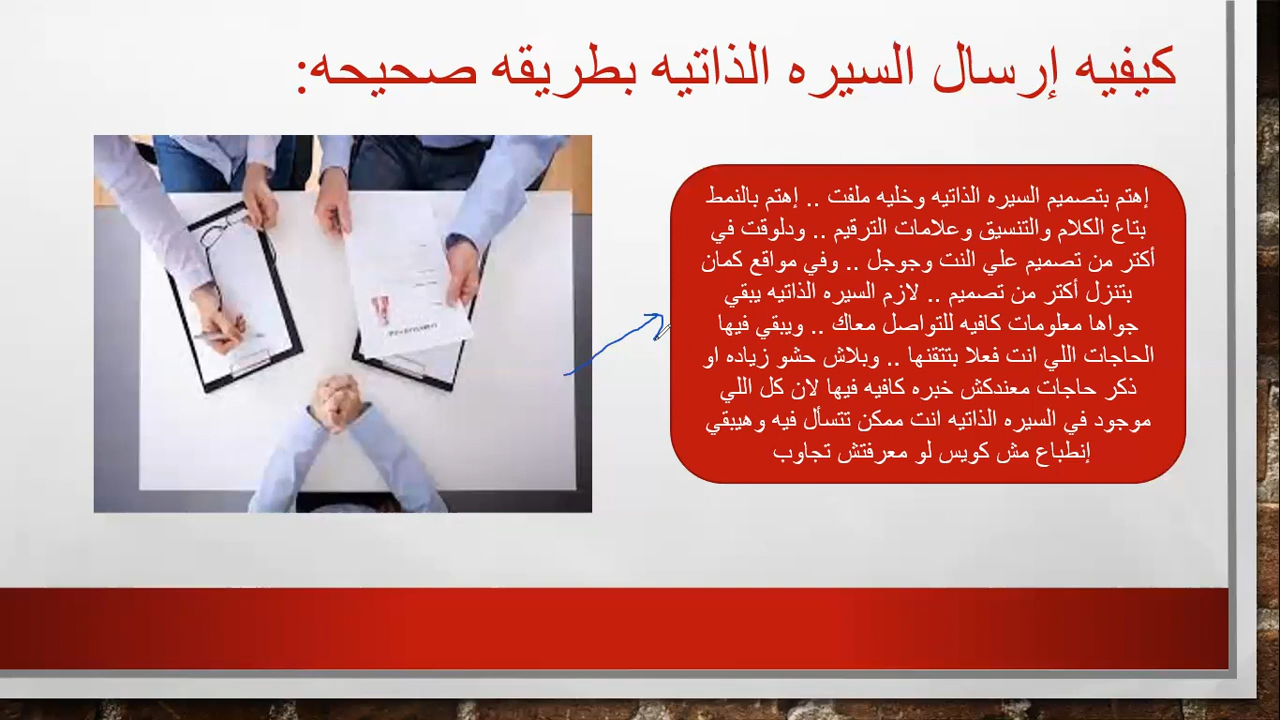 كيفيه إرسال السيره الذاتيه بطريقه صحيحه:
إهتم بتصميم السيره الذاتيه وخليه ملفت .. إهتم بالنمط
بتاع الكلام والتنسيق وعلامات الترقيم .. ودلوقت في
أكتر من تصميم علي النت وجوجل .. وفي مواقع كمان
بتنزل أكتر من تصميم .. لازم السيره الذاتيه يبقي
جواها معلومات كافيه للتواصل معاك .. ويبقي فيها
الحاجات اللي انت فعلا بتتقنها .. وبلاش حشو زياده او
ذكر حاجات معندكش خبره كافيه فيها لان كل اللي
موجود في السيره الذاتيه انت ممكن تتسأل فيه وهيبقي
إنطباع مش كويس لو معرفتش تجاوب